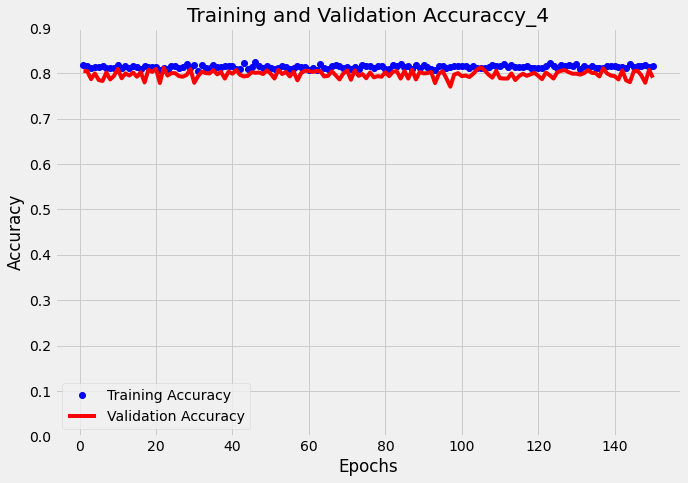 Training and Validation Accuraccy_4
0.9
0.8
0.7
0.6
0.5
0.4
0.3
0.2
0.1
0.0
Accuracy
Training Accuracy
Validation Accuracy
0 20 40 60 80 100 120 140
Epochs